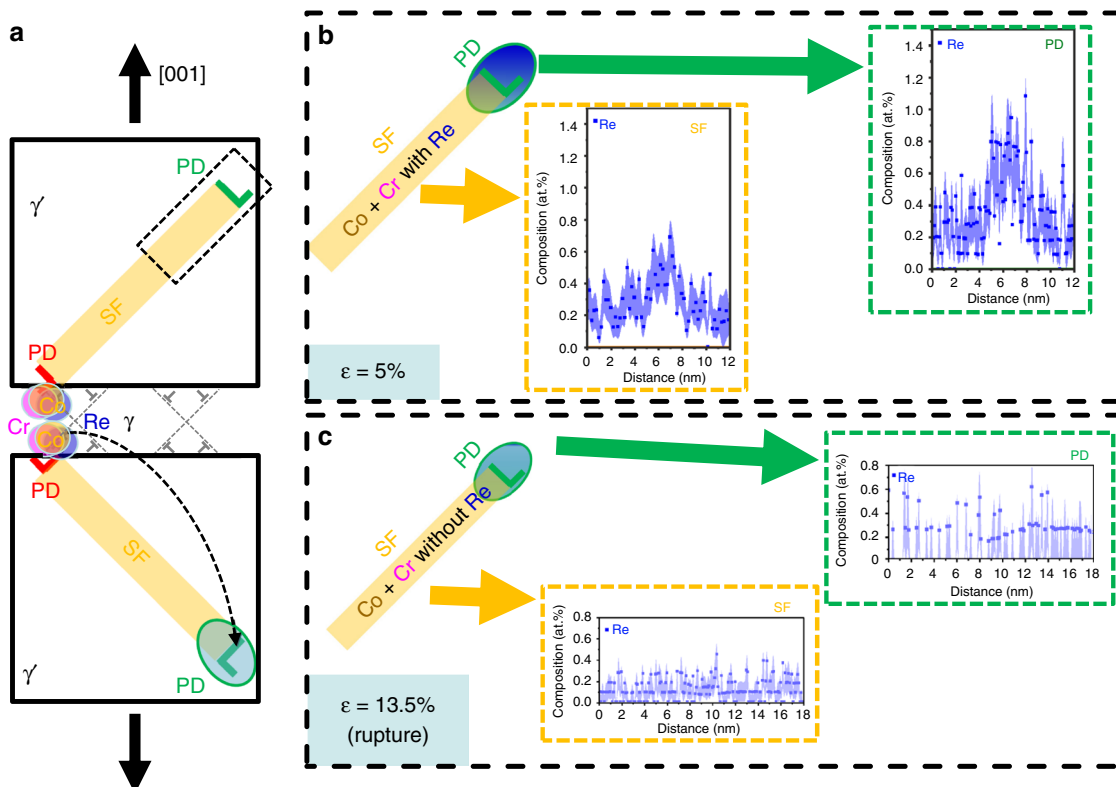 a
[001]
γ′
PD
SF
PD
Co
Cr
Re
γ
Co
PD
SF
γ′
PD
b
PD
SF
Co + Cr with Re
ε = 5%
Re
SF
Composition (at.%)
1.4
1.2
1.0
0.8
0.6
0.4
0.2
0.0
0 2 4 6 8 10 12
Distance (nm)
Re
PD
Composition (at.%)
1.4
1.2
1.0
0.8
0.6
0.4
0.2
0.0
0 2 4 6 8 10 12
Distance (nm)
c
PD
SF
Co + Cr without Re
ε = 13.5%
(rupture)
SF
Re
Composition (at.%)
0.8
0.6
0.4
0.2
0.0
0 2 4 6 8 10 12 14 16 18
Distance (nm)
PD
Re
Composition (at.%)
0.8
0.6
0.4
0.2
0
0 2 4 6 8 10 12 14 16 18
Distance (nm)